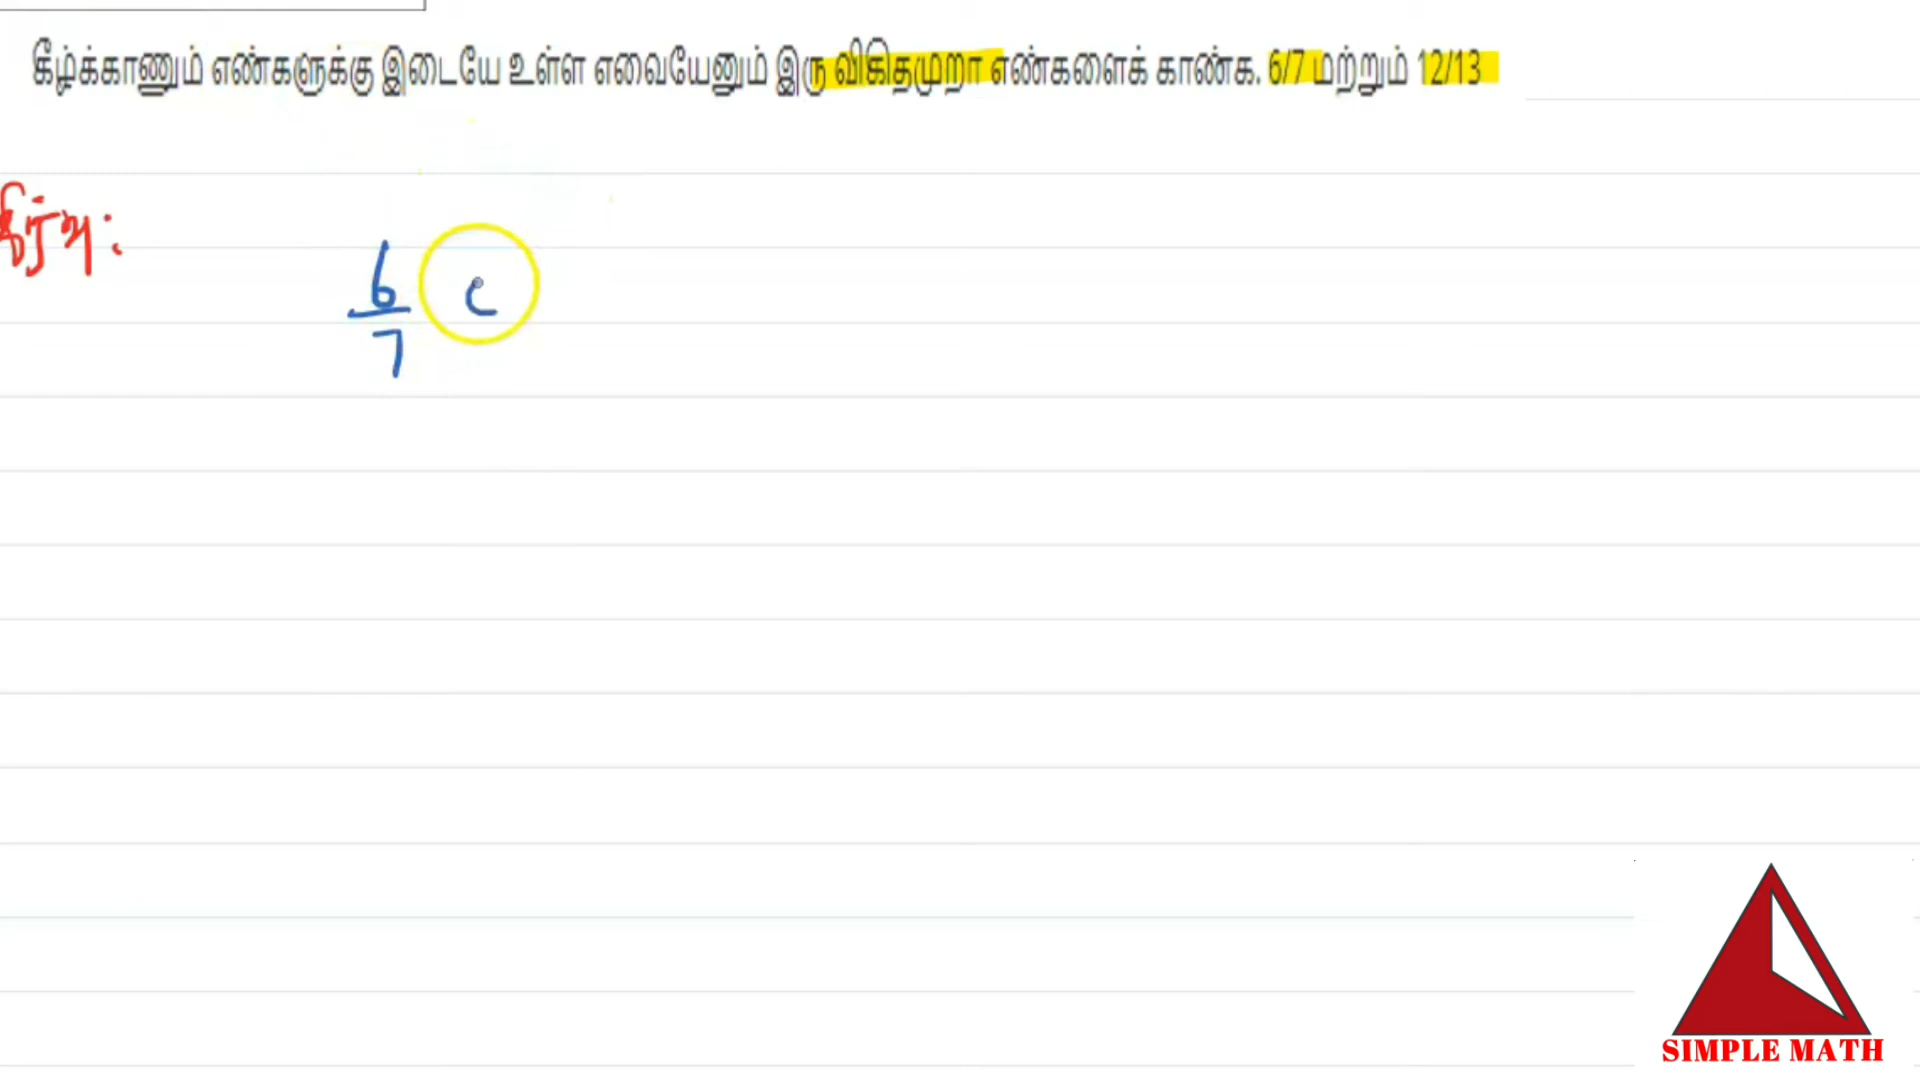 கீழ்க்காணும் எண்களுக்கு இடையே உள்ள எவையேனும் இரு விகிதமுறா எண்களைக் காண்க. 6/7 மற்றும் 12/13
தீர்வு:
6
7
SIMPLE MATH